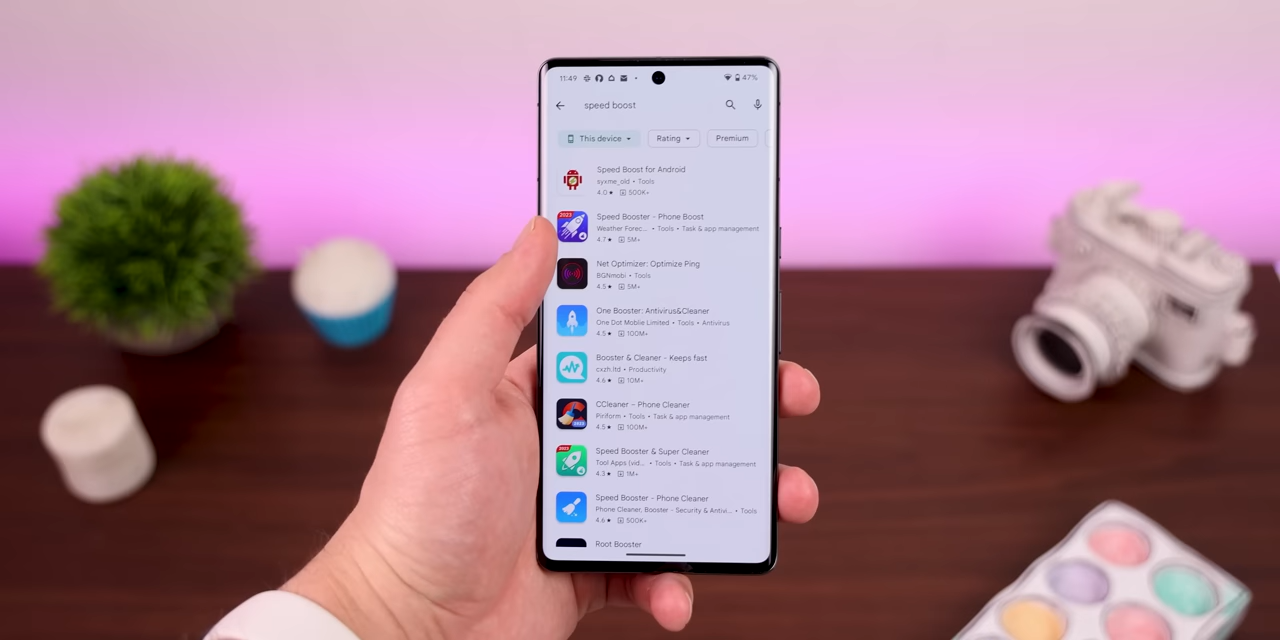 11:49
47%
speed boost
This device
Rating
Premium
Speed Boost for Android
syxme_old • Tools
4.0★ 500K+
2023
Speed Booster - Phone Boost
Weather Forec... • Tools • Task & app management
4.7★ 5M+
Net Optimizer: Optimize Ping
BGNmobi • Tools
4.5★ 5M+
One Booster: Antivirus&Cleaner
One Dot Moblie Limited • Tools • Antivirus
4.5★ 100M+
Booster & Cleaner - Keeps fast
cxzh.ltd • Productivity
4.6★ 10M+
CCleaner – Phone Cleaner
Piriform • Tools • Task & app management
4.5★ 100M+
Speed Booster & Super Cleaner
Tool Apps (vid... • Tools • Task & app management
4.3★ 1M+
Speed Booster - Phone Cleaner
Phone Cleaner, Booster - Security & Antivi... • Tools
4.6★ 500K+
Root Booster